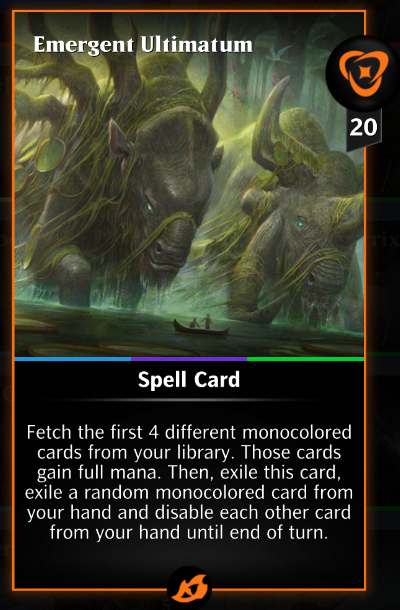 Emergent Ultimatum
20
Spell Card
Fetch the first 4 different monocolored
cards from your library. Those cards
gain full mana. Then, exile this card,
exile a random monocolored card from
your hand and disable each other card
from your hand until end of turn.